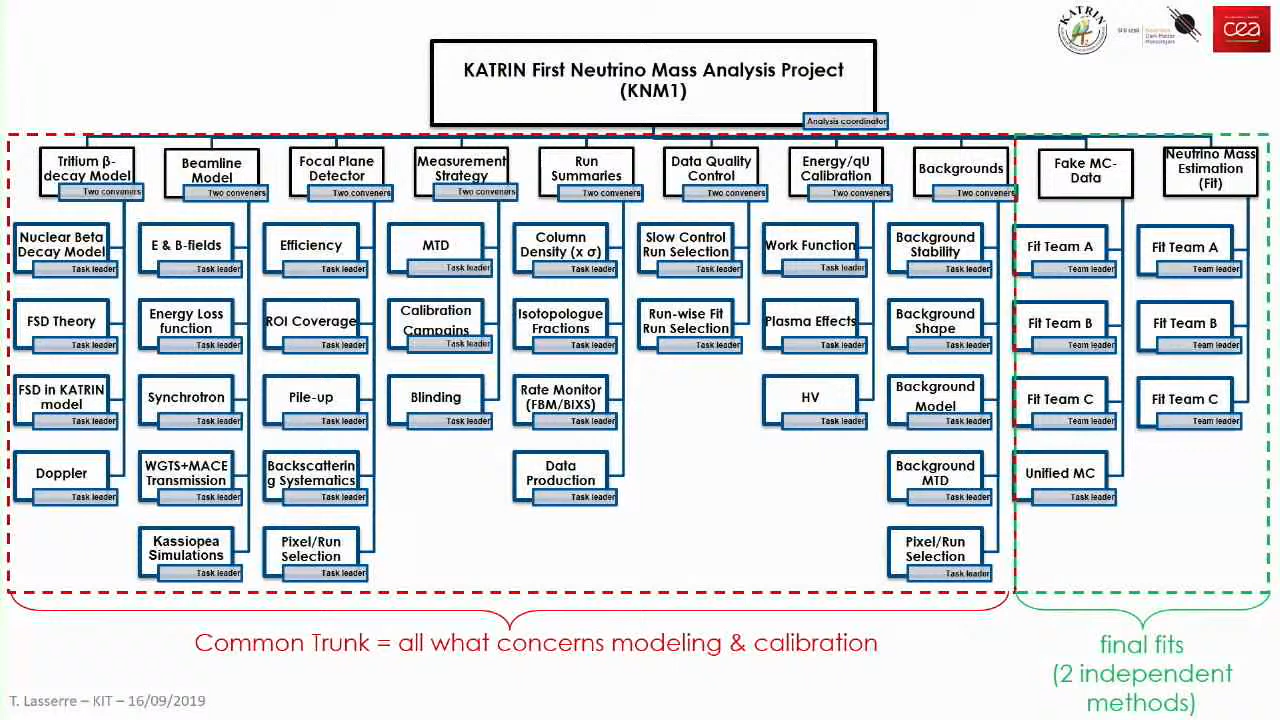 KATRIN
SFB 1258
Neutrinos
Dark Matter
Messengers
cea
KATRIN First Neutrino Mass Analysis Project
(KNM1)
Analysis coordinator
Tritium β-
decay Model
Two conveners
Nuclear Beta
Decay Model
Task leader
FSD Theory
Task leader
FSD in KATRIN
model
Task leader
Doppler
Task leader
Beamline
Model
Two conveners
E & B-fields
Task leader
Energy Loss
function
Task leader
Synchrotron
Task leader
WGTS+MACE
Transmission
Task leader
Kassiopea
Simulations
Task leader
Focal Plane
Detector
Two conveners
Efficiency
Task leader
ROI Coverage
Task leader
Pile-up
Task leader
Backscatterin
g Systematics
Task leader
Pixel/Run
Selection
Task leader
Measurement
Strategy
Two conveners
MTD
Task leader
Calibration
Campains
Task leader
Blinding
Task leader
Run
Summaries
Two conveners
Column
Density (x σ)
Task leader
Isotopologue
Fractions
Task leader
Rate Monitor
(FBM/BIXS)
Task leader
Data
Production
Task leader
Data Quality
Control
Two conveners
Slow Control
Run Selection
Task leader
Run-wise Fit
Run Selection
Task leader
Energy/qU
Calibration
Two conveners
Work Function
Task leader
Plasma Effects
Task leader
HV
Task leader
Backgrounds
Two conveners
Background
Stability
Task leader
Background
Shape
Task leader
Background
Model
Task leader
Background
MTD
Task leader
Pixel/Run
Selection
Task leader
Fake MC-
Data
Fit Team A
Team leader
Fit Team B
Team leader
Fit Team C
Team leader
Unified MC
Task leader
Neutrino Mass
Estimation
(Fit)
Fit Team A
Team leader
Fit Team B
Team leader
Fit Team C
Team leader
Common Trunk = all what concerns modeling & calibration
final fits
(2 independent
methods)
T. Lasserre – KIT – 16/09/2019